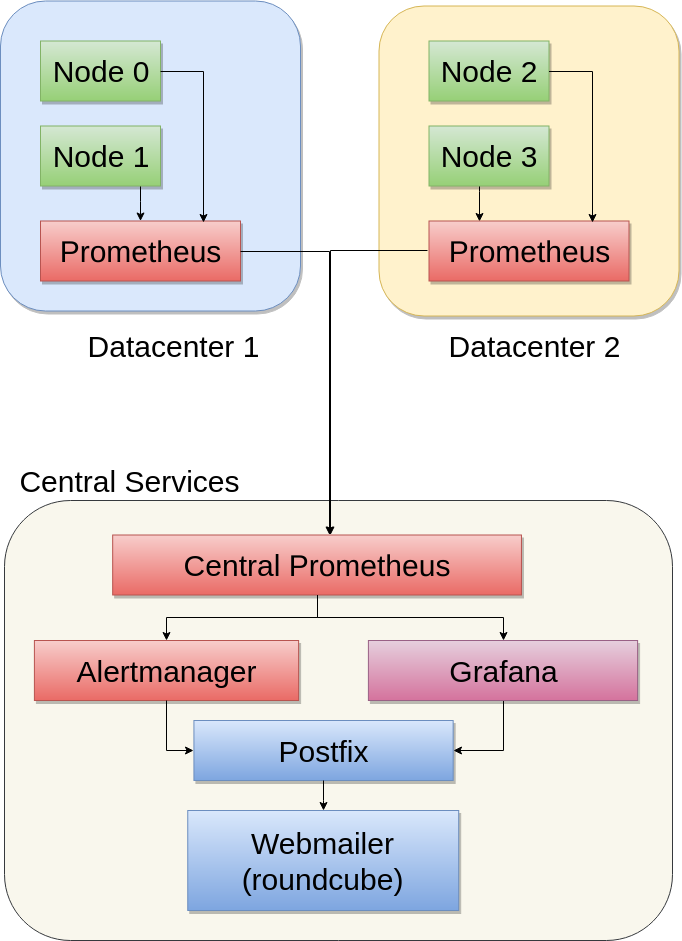 Node 0
Node 1
Prometheus
Datacenter 1
Node 2
Node 3
Prometheus
Datacenter 2
Central Services
Central Prometheus
Alertmanager
Grafana
Postfix
Webmailer
(roundcube)